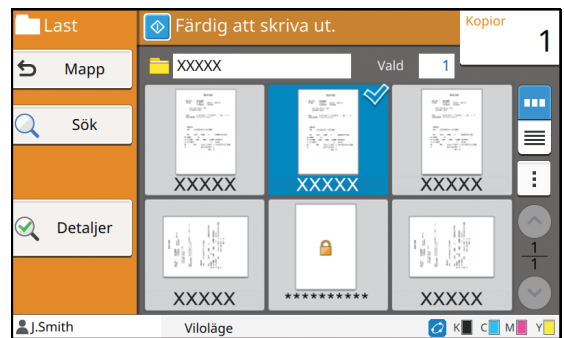 Last
Färdig att skriva ut.
Kopior
1
Mapp
XXXXX
Vald
1
Sök
XXXXX
XXXXX
XXXXX
Detaljer
1
1
XXXXX
**********
XXXXX
J.Smith
Viloläge
K
C
M
Y